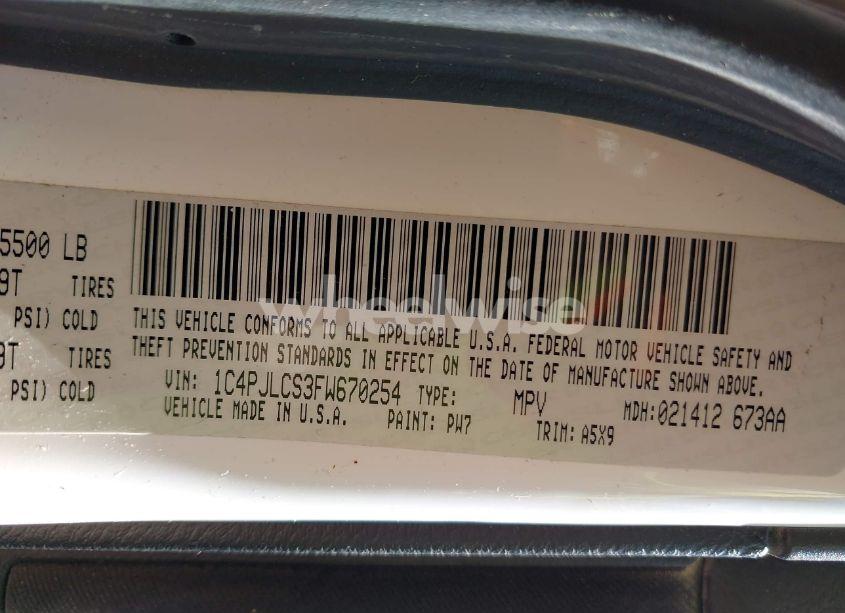 5500 LB
9T TIRES
PSI) COLD
9T TIRES
PSI) COLD
THIS VEHICLE CONFORMS TO ALL APPLICABLE U.S.A. FEDERAL MOTOR VEHICLE SAFETY AND
THEFT PREVENTION STANDARDS IN EFFECT ON THE DATE OF MANUFACTURE SHOWN ABOVE.
VIN: 1C4PJLCS3FW670254 TYPE: MPV MDH:021412 673AA
VEHICLE MADE IN U.S.A. PAINT: PW7 TRIM: A5X9
wheelwise